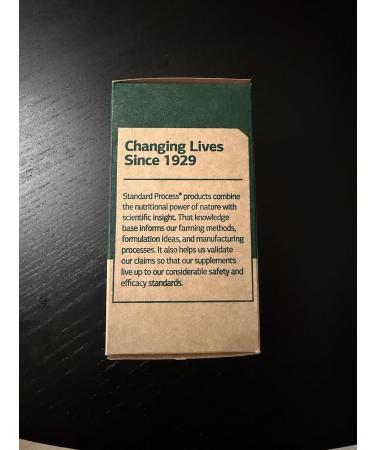 Changing Lives
Since 1929
Standard Process® products combine
the nutritional power of nature with
scientific insight. That knowledge
base informs our farming methods,
formulation ideas, and manufacturing
processes. It also helps us validate
our claims so that our supplements
live up to our considerable safety and
efficacy standards.